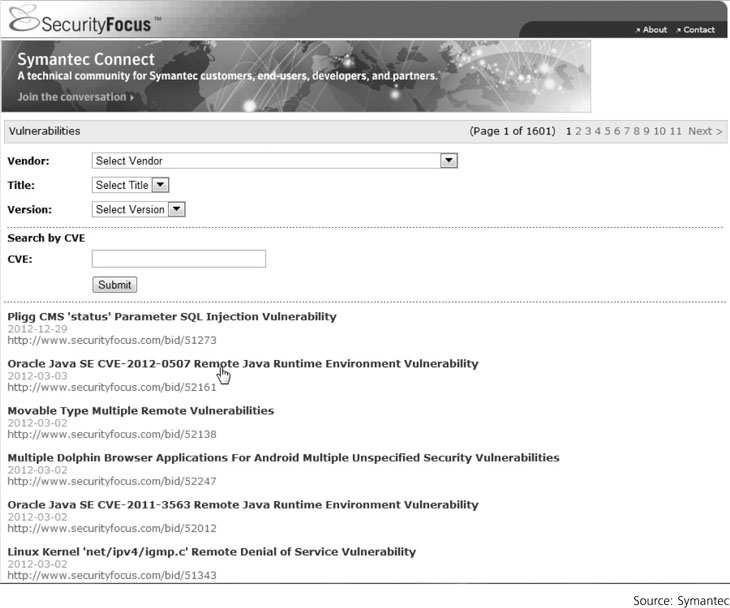 SecurityFocus™
About Contact
Symantec Connect
A technical community for Symantec customers, end-users, developers, and partners.
Join the conversation
Vulnerabilities (Page 1 of 1601) 1 2 3 4 5 6 7 8 9 10 11 Next >
Vendor: Select Vendor
Title: Select Title
Version: Select Version
Search by CVE
CVE:
Submit
Pligg CMS 'status' Parameter SQL Injection Vulnerability
2012-12-29
http://www.securityfocus.com/bid/51273
Oracle Java SE CVE-2012-0507 Remote Java Runtime Environment Vulnerability
2012-03-03
http://www.securityfocus.com/bid/52161
Movable Type Multiple Remote Vulnerabilities
2012-03-02
http://www.securityfocus.com/bid/52138
Multiple Dolphin Browser Applications For Android Multiple Unspecified Security Vulnerabilities
2012-03-02
http://www.securityfocus.com/bid/52247
Oracle Java SE CVE-2011-3563 Remote Java Runtime Environment Vulnerability
2012-03-02
http://www.securityfocus.com/bid/52012
Linux Kernel 'net/ipv4/igmp.c' Remote Denial of Service Vulnerability
2012-03-02
http://www.securityfocus.com/bid/51343
Source: Symantec